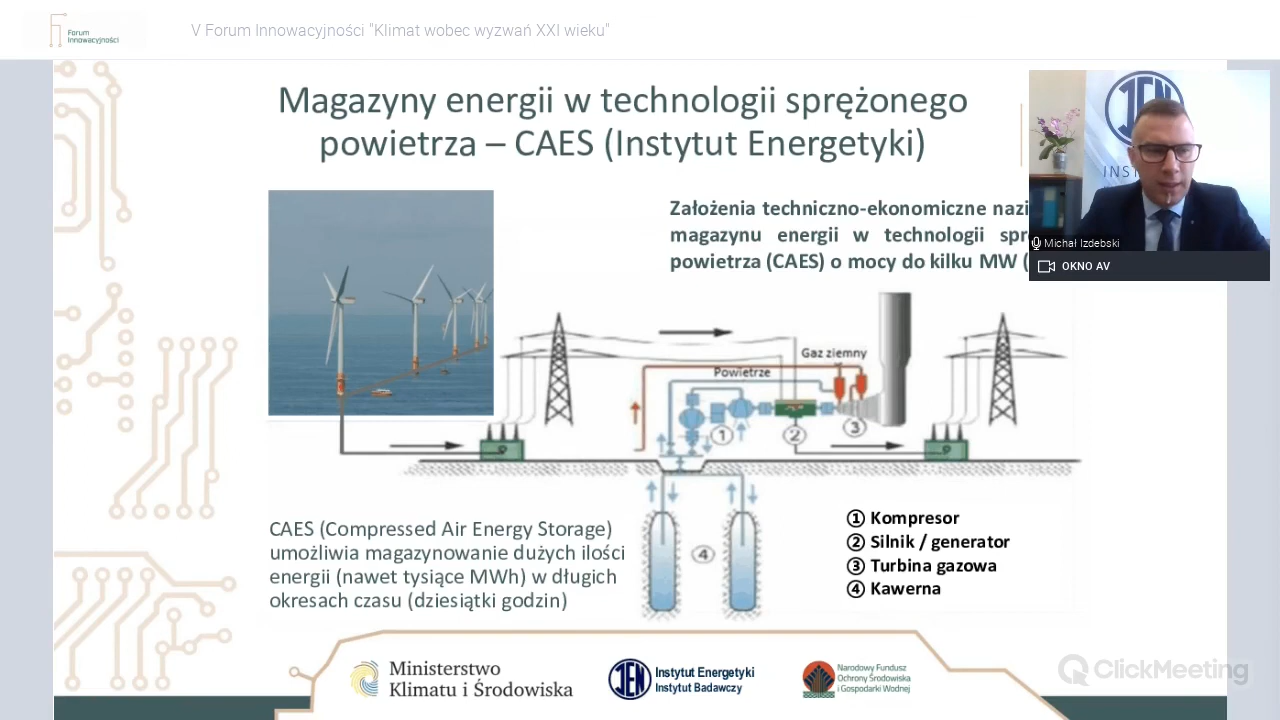 Forum
Innowacyjności
V Forum Innowacyjności "Klimat wobec wyzwań XXI wieku"
Magazyny energii w technologii sprężonego
powietrza – CAES (Instytut Energetyki)
IEN
INST
Michał Izdebski
OKNO AV
Założenia techniczno-ekonomiczne
magazynu energii w technologii
powietrza (CAES) o mocy do kilku MW (
Gaz ziemny
Powietrze
1
2
3
4
CAES (Compressed Air Energy Storage)
umożliwia magazynowanie dużych ilości
energii (nawet tysiące MWh) w długich
okresach czasu (dziesiątki godzin)
① Kompresor
② Silnik / generator
③ Turbina gazowa
④ Kawerna
Ministerstwo
Klimatu i Środowiska
IEN
Instytut Energetyki
Instytut Badawczy
Narodowy Fundusz
Ochrony Środowiska
i Gospodarki Wodnej
ClickMeeting